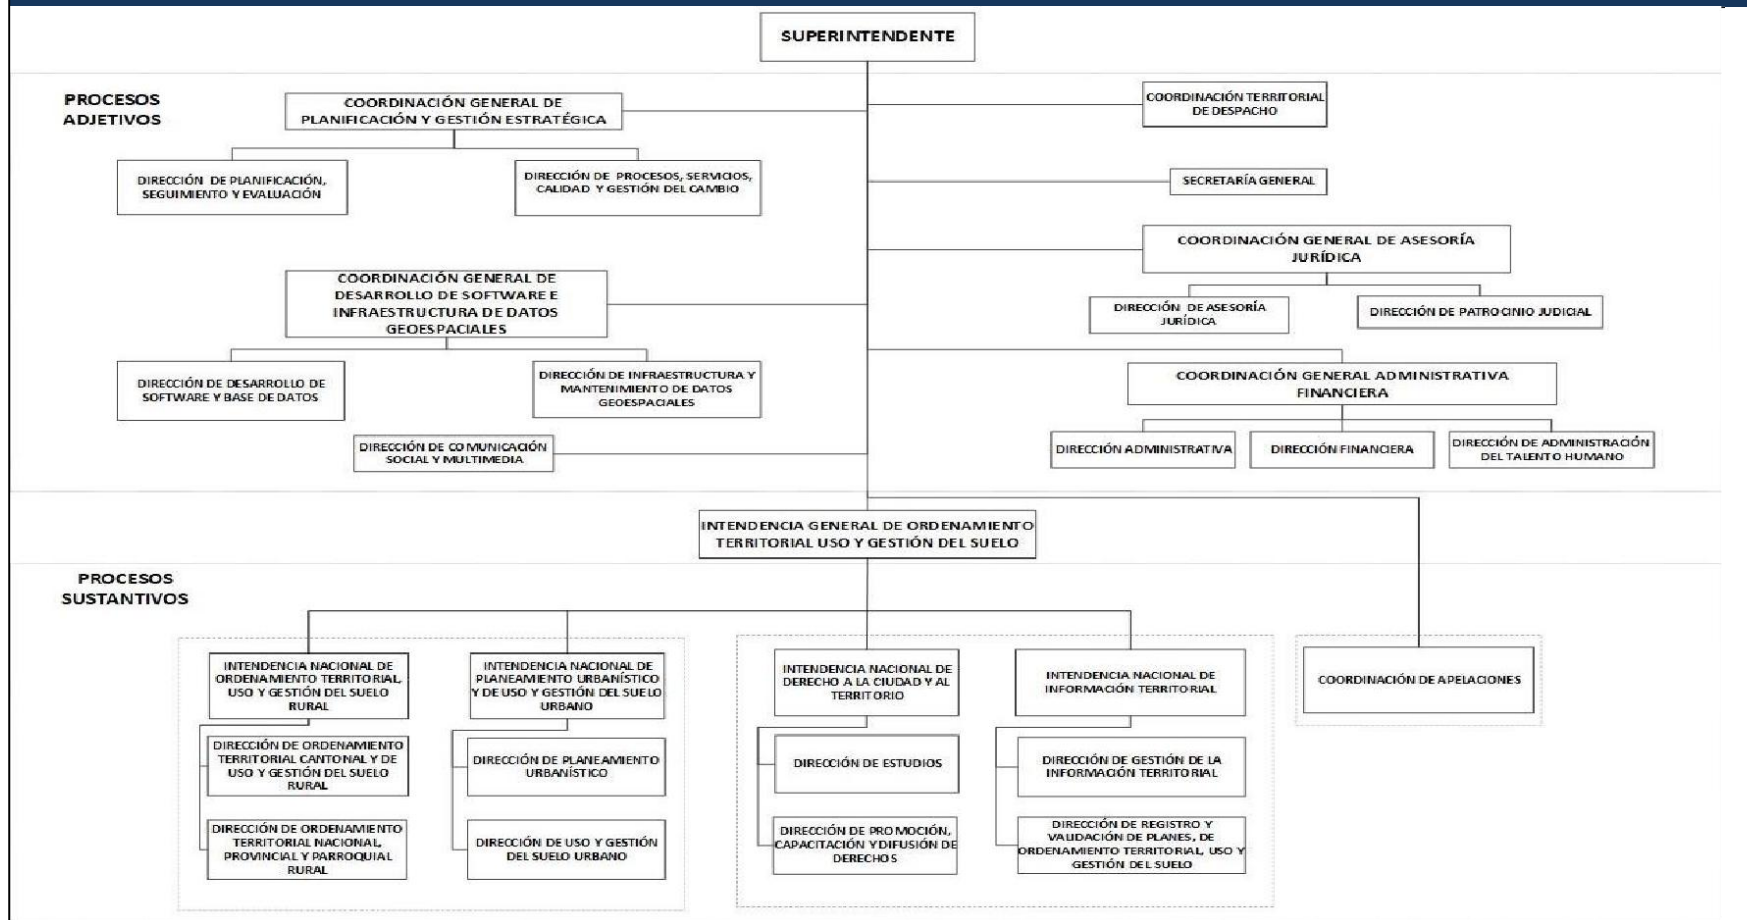 SUPERINTENDENTE
PROCESOS
ADJETIVOS
COORDINACIÓN GENERAL DE
PLANIFICACIÓN Y GESTIÓN ESTRATÉGICA
DIRECCIÓN DE PLANIFICACIÓN,
SEGUIMIENTO Y EVALUACIÓN
DIRECCIÓN DE PROCESOS, SERVICIOS,
CALIDAD Y GESTIÓN DEL CAMBIO
COORDINACIÓN TERRITORIAL
DE DESPACHO
SECRETARÍA GENERAL
COORDINACIÓN GENERAL DE ASESORÍA
JURÍDICA
DIRECCIÓN DE ASESORÍA
JURÍDICA
DIRECCIÓN DE PATROCINIO JUDICIAL
COORDINACIÓN GENERAL DE
DESARROLLO DE SOFTWARE E
INFRAESTRUCTURA DE DATOS
GEOESPACIALES
DIRECCIÓN DE DESARROLLO DE
SOFTWARE Y BASE DE DATOS
DIRECCIÓN DE INFRAESTRUCTURA Y
MANTENIMIENTO DE DATOS
GEOESPACIALES
COORDINACIÓN GENERAL ADMINISTRATIVA
FINANCIERA
DIRECCIÓN ADMINISTRATIVA
DIRECCIÓN FINANCIERA
DIRECCIÓN DE ADMINISTRACIÓN
DEL TALENTO HUMANO
DIRECCIÓN DE COMUNICACIÓN
SOCIAL Y MULTIMEDIA
INTENDENCIA GENERAL DE ORDENAMIENTO
TERRITORIAL USO Y GESTIÓN DEL SUELO
PROCESOS
SUSTANTIVOS
INTENDENCIA NACIONAL DE
ORDENAMIENTO TERRITORIAL,
USO Y GESTIÓN DEL SUELO
RURAL
DIRECCIÓN DE ORDENAMIENTO
TERRITORIAL CANTONAL Y DE
USO Y GESTIÓN DEL SUELO
RURAL
DIRECCIÓN DE ORDENAMIENTO
TERRITORIAL NACIONAL,
PROVINCIAL Y PARROQUIAL
RURAL
INTENDENCIA NACIONAL DE
PLANEAMIENTO URBANÍSTICO
Y DE USO Y GESTIÓN DEL SUELO
URBANO
DIRECCIÓN DE PLANEAMIENTO
URBANÍSTICO
DIRECCIÓN DE USO Y GESTIÓN
DEL SUELO URBANO
INTENDENCIA NACIONAL DE
DERECHO A LA CIUDAD Y AL
TERRITORIO
DIRECCIÓN DE ESTUDIOS
DIRECCIÓN DE PROMOCIÓN,
CAPACITACIÓN Y DIFUSIÓN DE
DERECHOS
INTENDENCIA NACIONAL DE
INFORMACIÓN TERRITORIAL
DIRECCIÓN DE GESTIÓN DE LA
INFORMACIÓN TERRITORIAL
DIRECCIÓN DE REGISTRO Y
VALIDACIÓN DE PLANES, DE
ORDENAMIENTO TERRITORIAL, USO Y
GESTIÓN DEL SUELO
COORDINACIÓN DE APELACIONES